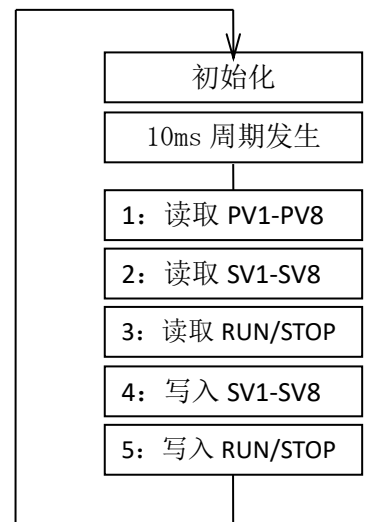 初始化
10ms 周期发生
1：读取 PV1-PV8
2：读取 SV1-SV8
3：读取 RUN/STOP
4：写入 SV1-SV8
5：写入 RUN/STOP